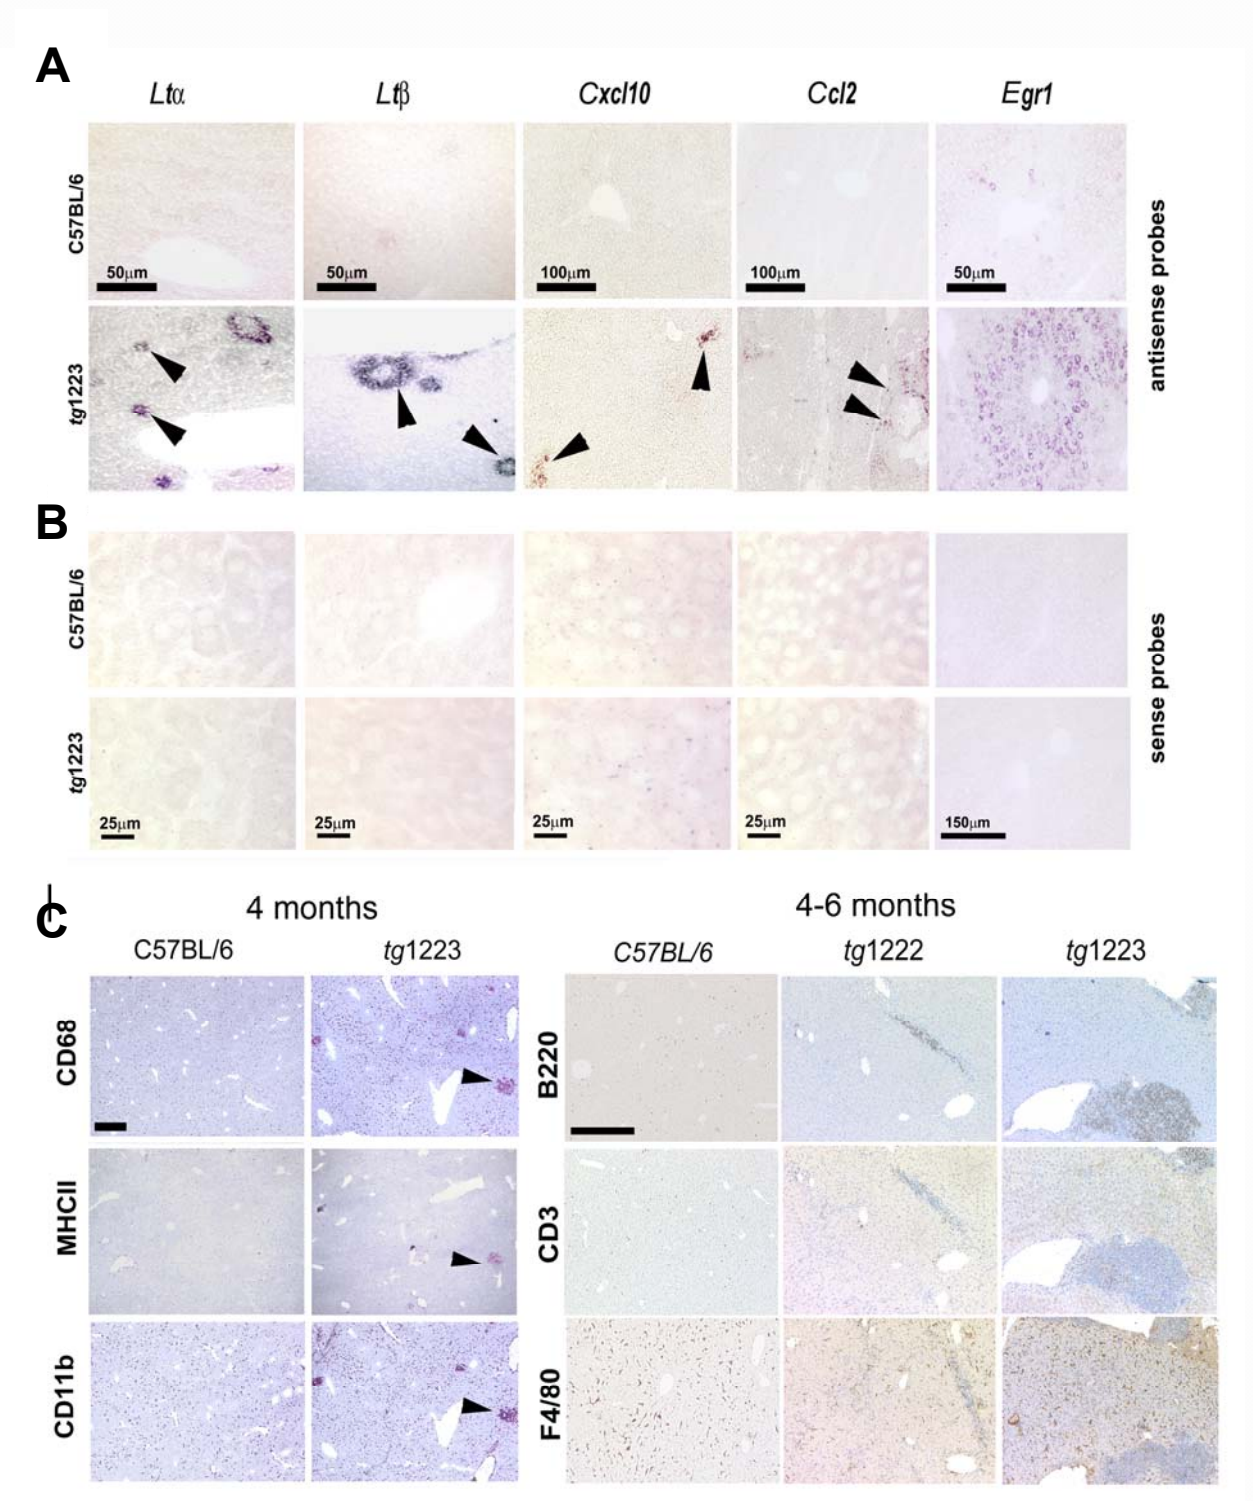 A
Ltα Ltβ Cxcl10 Ccl2 Egr1
C57BL/6
50μm 50μm 100μm 100μm 50μm
tg1223
antisense probes
B
C57BL/6
tg1223
25μm 25μm 25μm 25μm 150μm
sense probes
C
4 months 4-6 months
C57BL/6 tg1223 C57BL/6 tg1222 tg1223
CD68 B220
MHCII CD3
CD11b F4/80